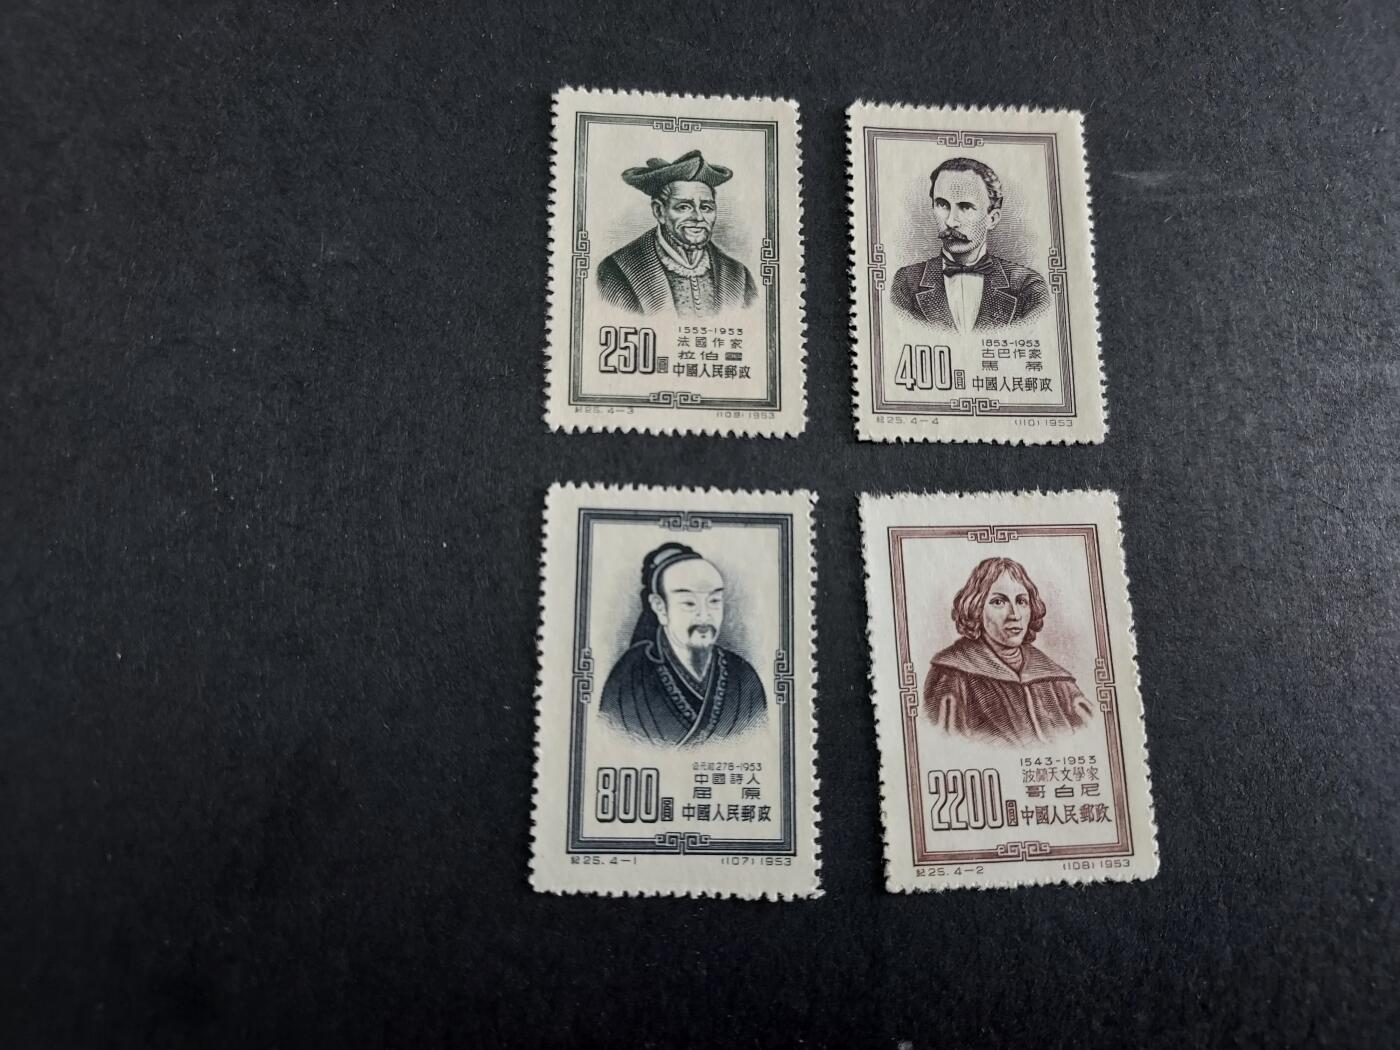 1553-1953
法國作家
拉伯雷
250圓 中國人民郵政
紀25. 4-3 (109) 1953
1853-1953
古巴作家
馬蒂
400圓 中國人民郵政
紀25. 4-4 (110) 1953
公元前278-1953
中國詩人
屈原
800圓 中國人民郵政
紀25. 4-1 (107) 1953
1543-1953
波蘭天文學家
哥白尼
2200圓 中國人民郵政
紀25. 4-2 (108) 1953